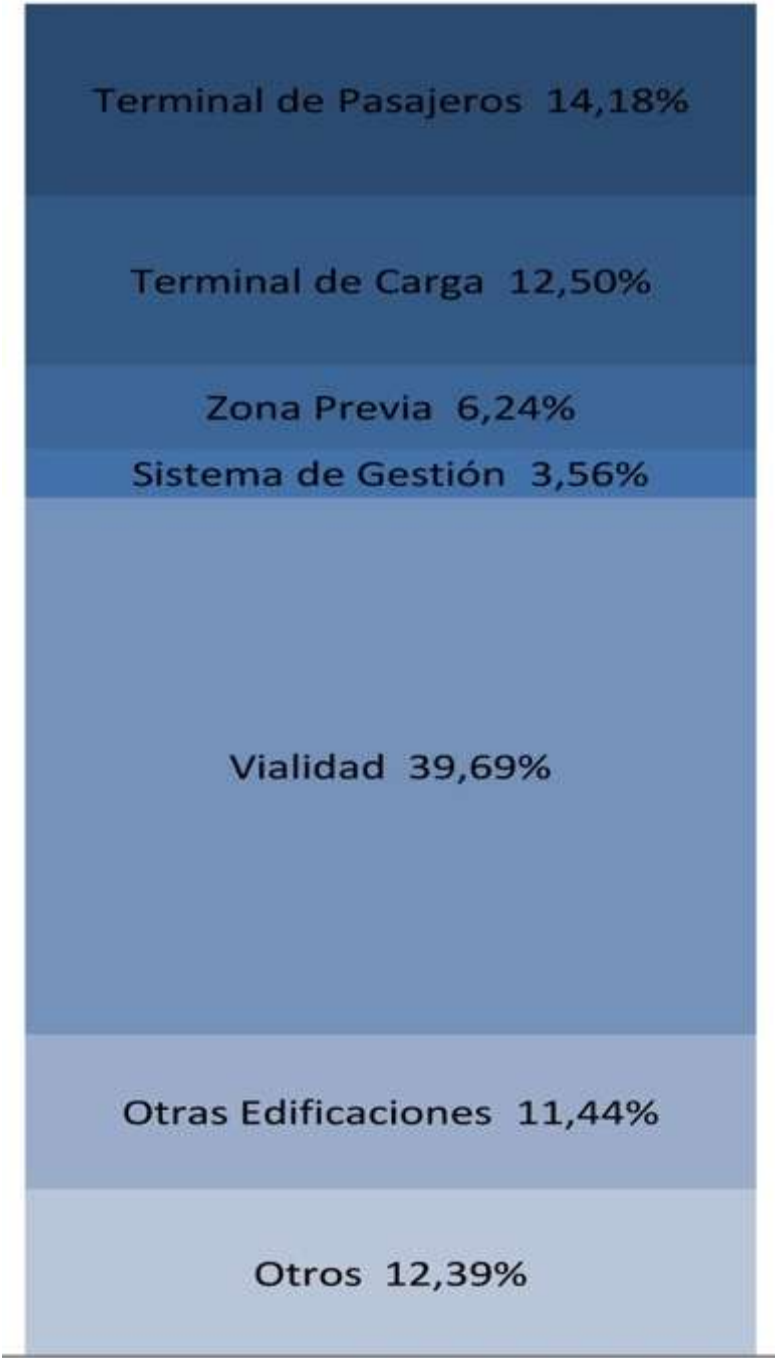 Terminal de Pasajeros 14,18%
Terminal de Carga 12,50%
Zona Previa 6,24%
Sistema de Gestión 3,56%
Vialidad 39,69%
Otras Edificaciones 11,44%
Otros 12,39%